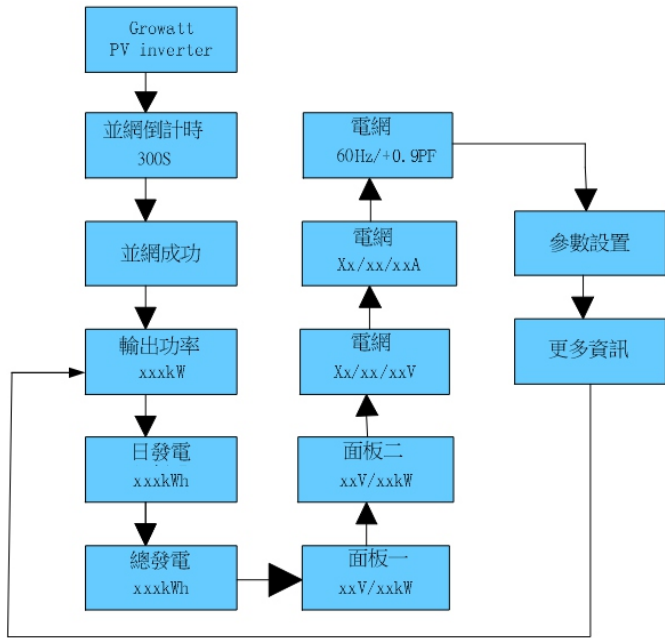 Growatt
PV inverter
並網倒計時
300S
並網成功
輸出功率
xxxkW
日發電
xxxkWh
總發電
xxxkWh
面板一
xxV/xxkW
面板二
xxV/xxkW
電網
Xx/xx/xxV
電網
Xx/xx/xxA
電網
60Hz/+0.9PF
參數設置
更多資訊